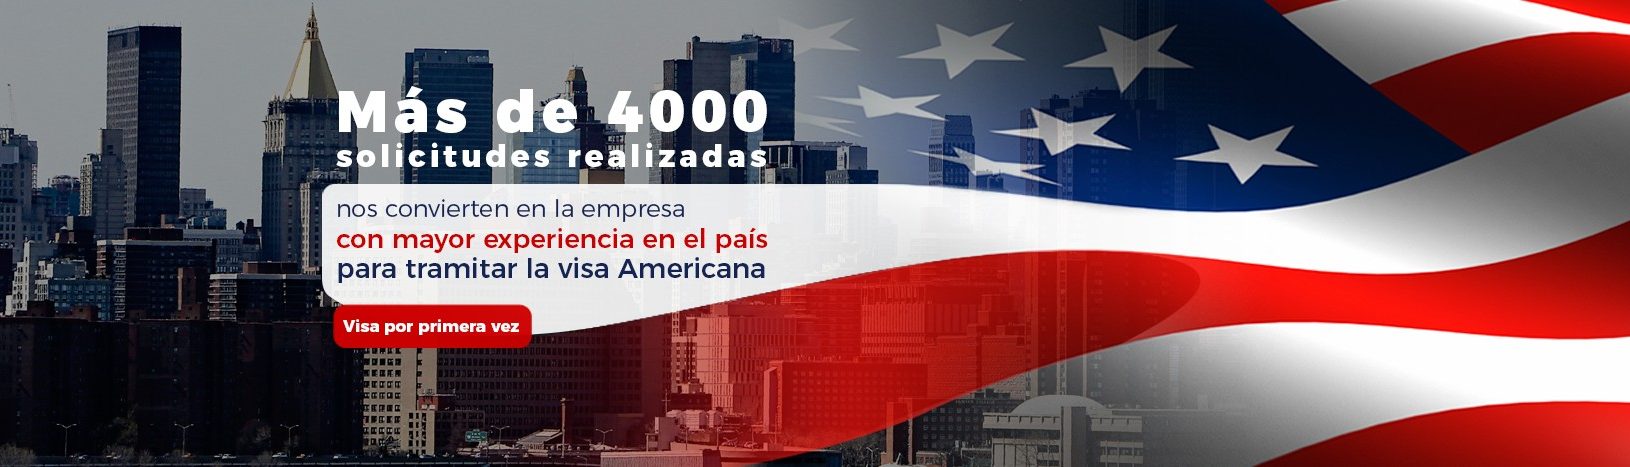 Más de 4000
solicitudes realizadas
nos convierten en la empresa
con mayor experiencia en el país
para tramitar la visa Americana
Visa por primera vez